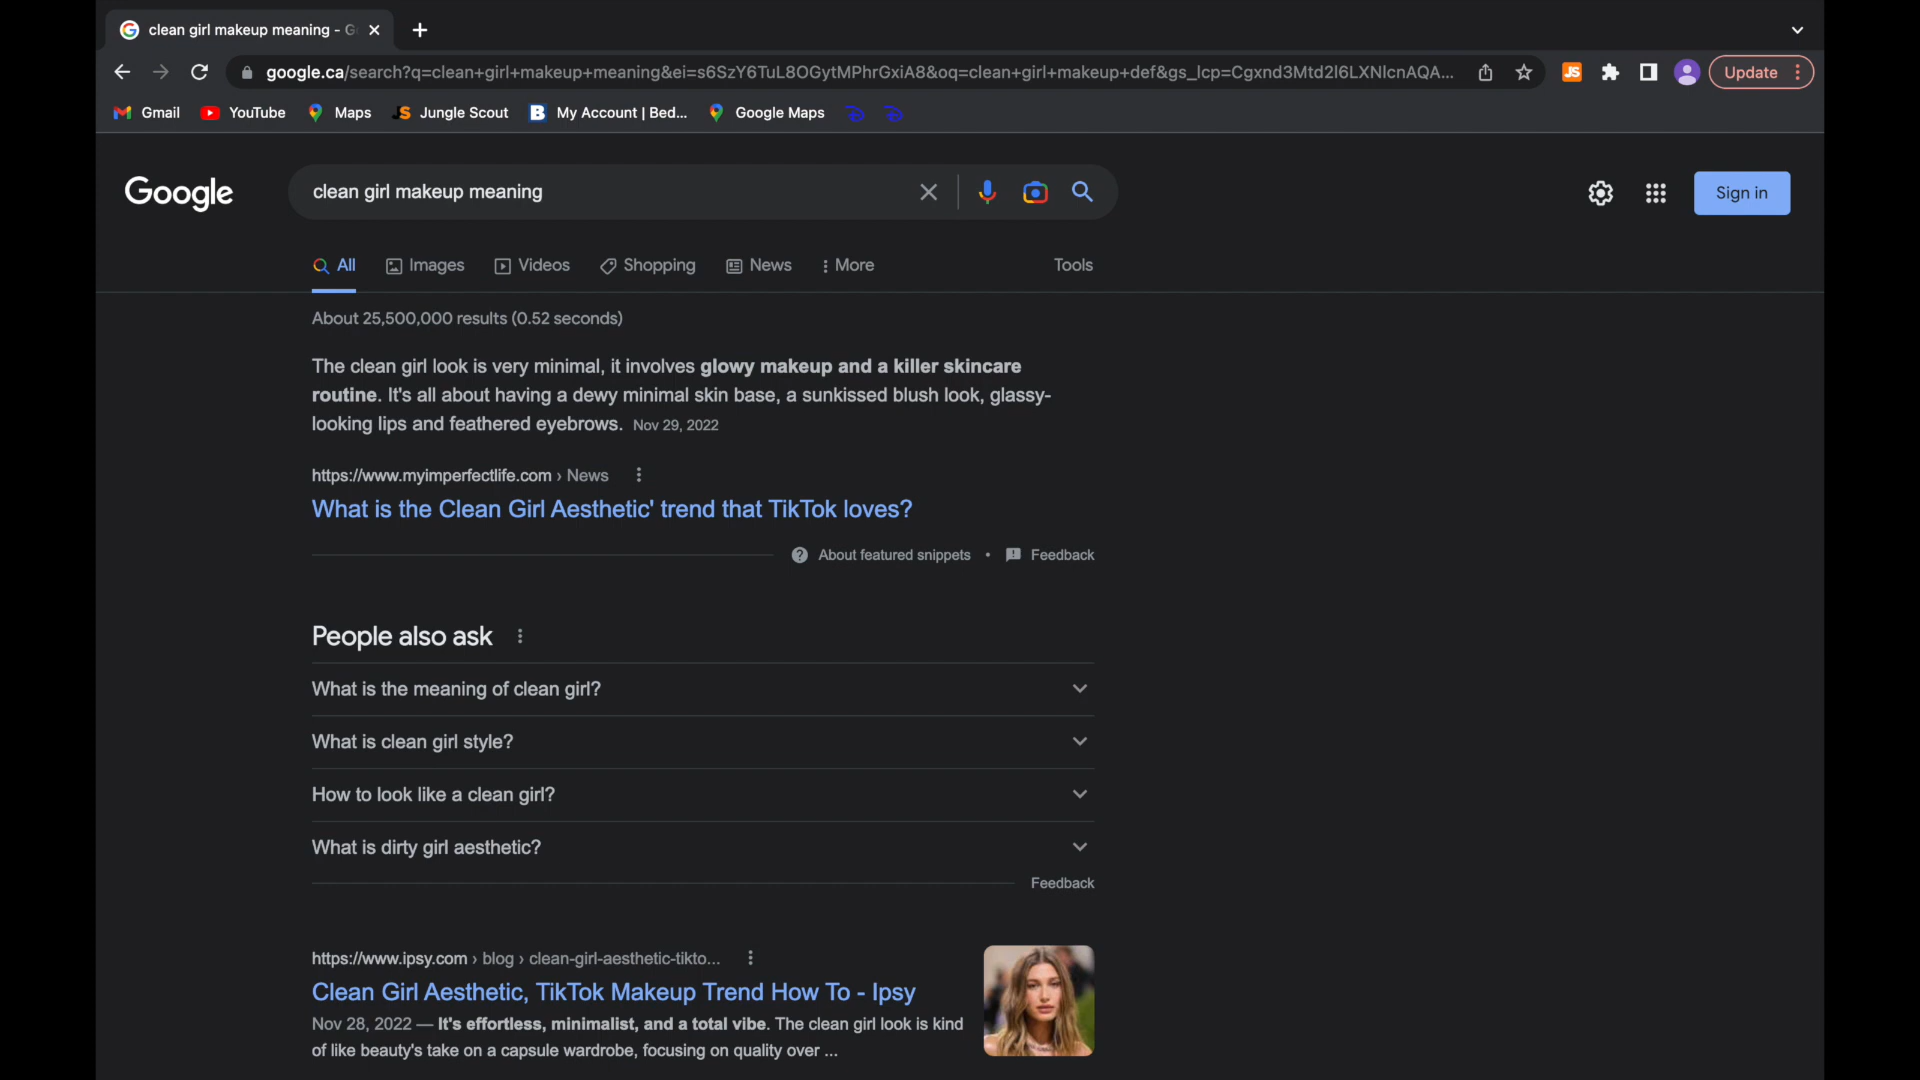 clean girl makeup meaning - G
google.ca/search?q=clean+girl+makeup+meaning&ei=s6SzY6TuL8OGytMPhrGxiA8&oq=clean+girl+makeup+def&gs_lcp=Cgxnd3Mtd2l6LXNlcnAQA...
Update
Gmail YouTube Maps Jungle Scout My Account | Bed... Google Maps
Google
clean girl makeup meaning
Sign in
All Images Videos Shopping News More Tools
About 25,500,000 results (0.52 seconds)
The clean girl look is very minimal, it involves glowy makeup and a killer skincare
routine. It's all about having a dewy minimal skin base, a sunkissed blush look, glassy-
looking lips and feathered eyebrows. Nov 29, 2022
https://www.myimperfectlife.com › News
What is the Clean Girl Aesthetic' trend that TikTok loves?
About featured snippets • Feedback
People also ask
What is the meaning of clean girl?
What is clean girl style?
How to look like a clean girl?
What is dirty girl aesthetic?
Feedback
https://www.ipsy.com › blog › clean-girl-aesthetic-tikto...
Clean Girl Aesthetic, TikTok Makeup Trend How To - Ipsy
Nov 28, 2022 — It's effortless, minimalist, and a total vibe. The clean girl look is kind
of like beauty's take on a capsule wardrobe, focusing on quality over ...